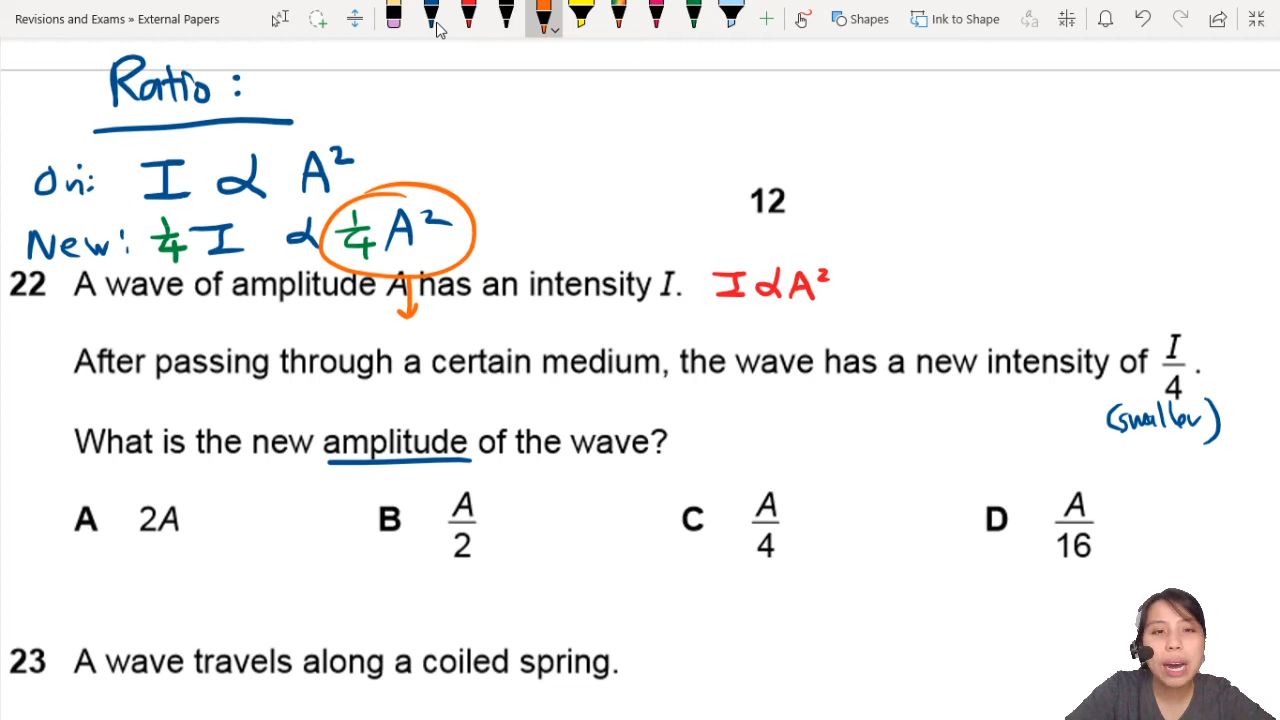 Revisions and Exams » External Papers
Shapes
Ink to Shape
Ratio:
Ori: I ∝ A²
New: ¼ I ∝ ¼ A²
12
22 A wave of amplitude A has an intensity I. I ∝ A²
After passing through a certain medium, the wave has a new intensity of I/4.
(smaller)
What is the new amplitude of the wave?
A 2A B A/2 C A/4 D A/16
23 A wave travels along a coiled spring.